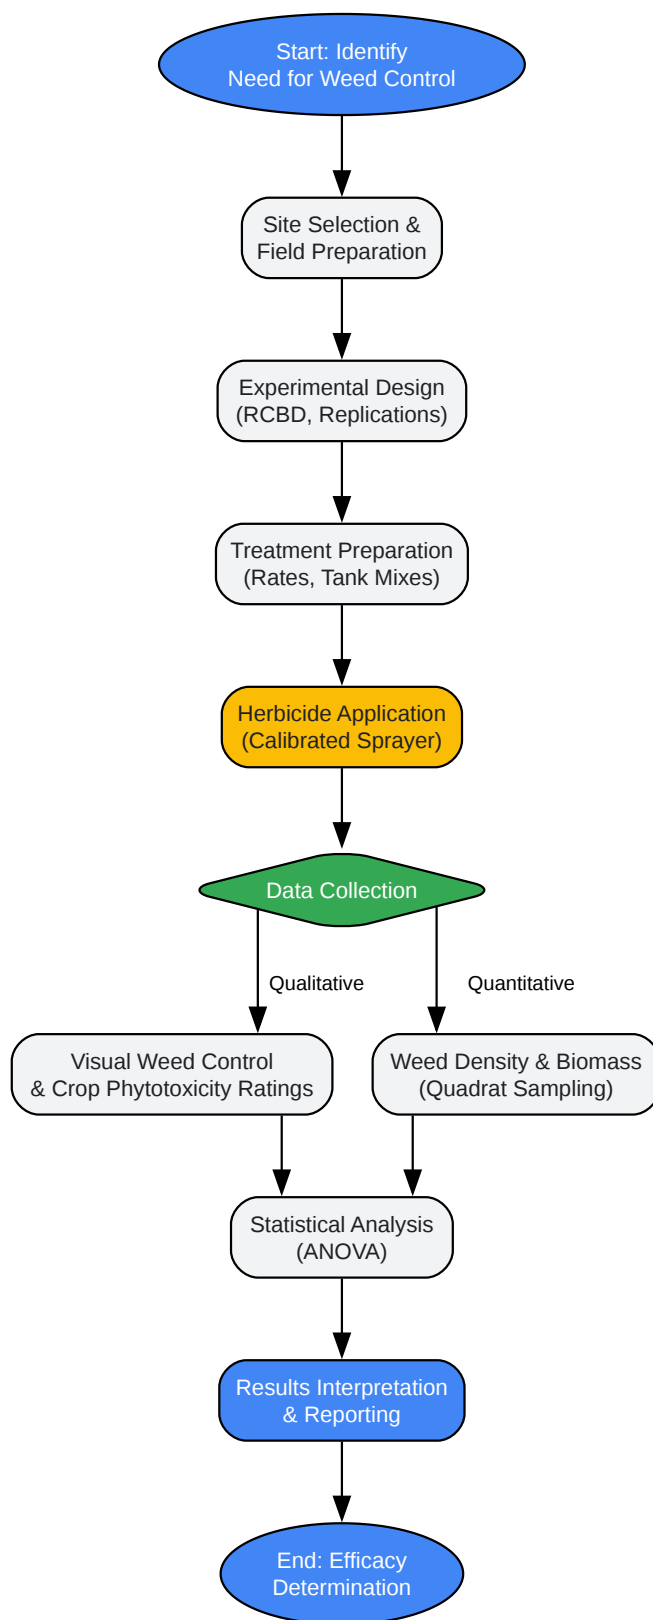 Start: Identify
Need for Weed Control
Site Selection &
Field Preparation
Experimental Design
(RCBD, Replications)
Treatment Preparation
(Rates, Tank Mixes)
Herbicide Application
(Calibrated Sprayer)
Data Collection
Qualitative
Quantitative
Visual Weed Control
& Crop Phytotoxicity Ratings
Weed Density & Biomass
(Quadrat Sampling)
Statistical Analysis
(ANOVA)
Results Interpretation
& Reporting
End: Efficacy
Determination